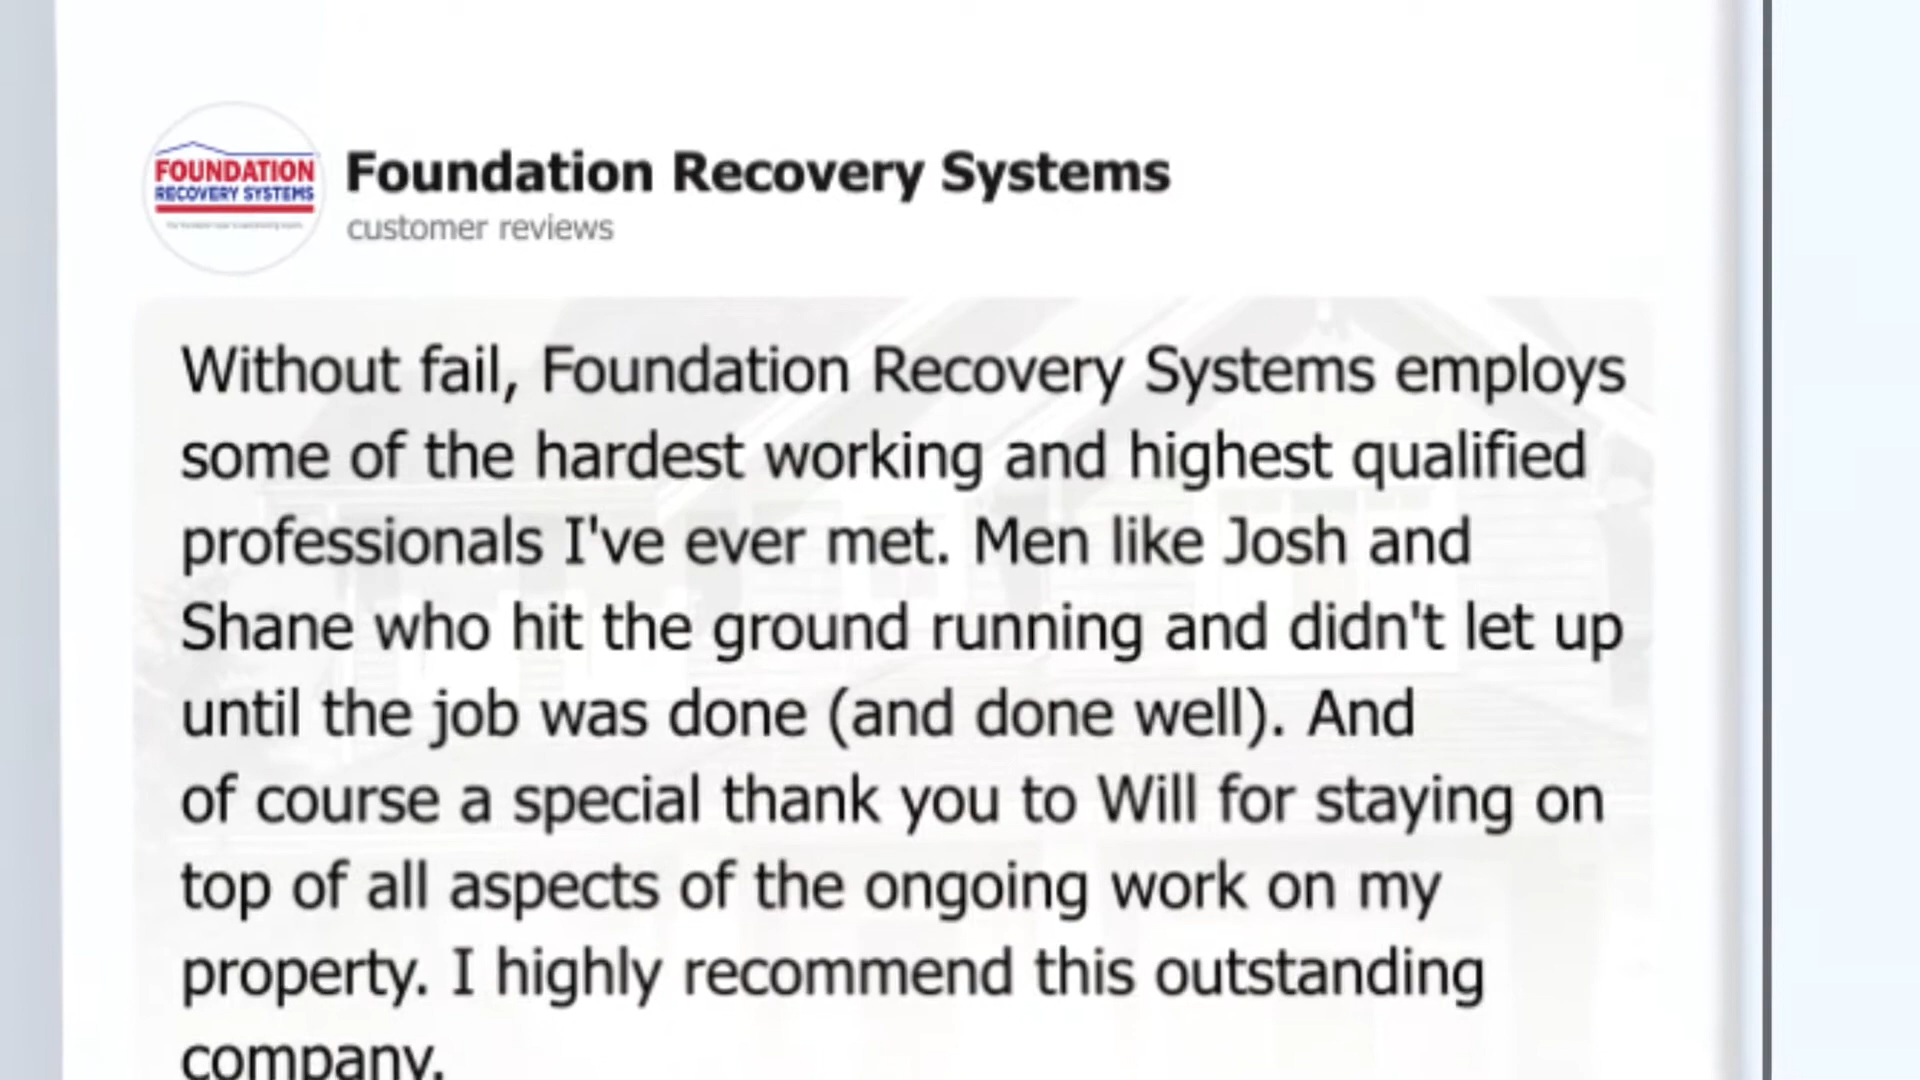 FOUNDATION
RECOVERY SYSTEMS
Foundation Recovery Systems
customer reviews
Without fail, Foundation Recovery Systems employs
some of the hardest working and highest qualified
professionals I've ever met. Men like Josh and
Shane who hit the ground running and didn't let up
until the job was done (and done well). And
of course a special thank you to Will for staying on
top of all aspects of the ongoing work on my
property. I highly recommend this outstanding
company.